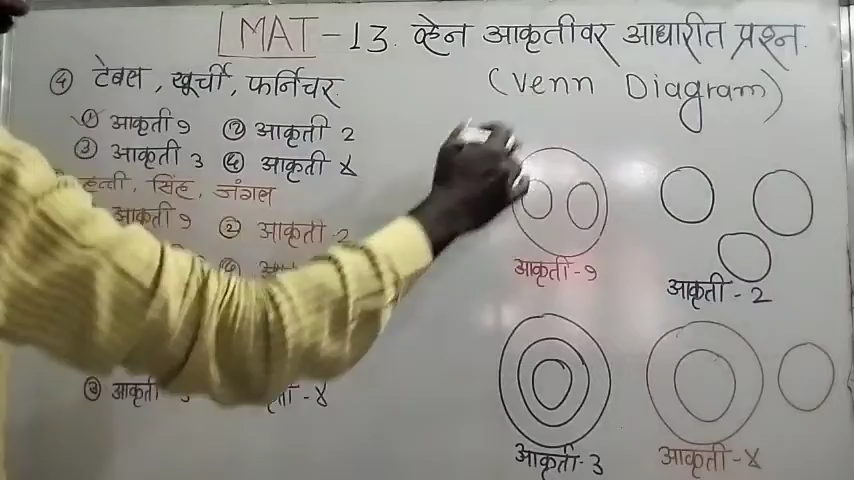 MAT - 13. व्हेन आकृतीवर आधारीत प्रश्न.
(Venn Diagram)
④ टेबल, खूर्ची, फर्निचर.
① आकृती १ ② आकृती 2
③ आकृती 3 ④ आकृती ४
हत्ती, सिंह, जंगल
आकृती १ ② आकृती - 2
③ आकृती
आकृती - १
आकृती - 2
आकृती - 3
आकृती - ४